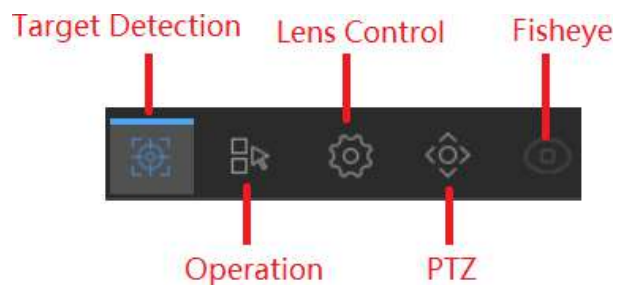 Target Detection
Lens Control
Fisheye
Operation
PTZ